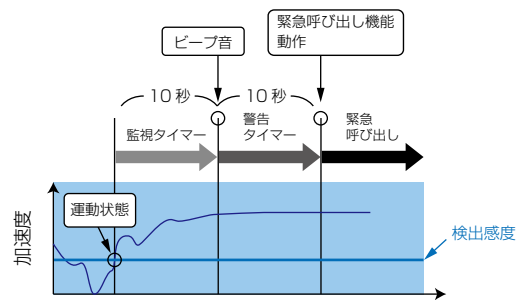 ビープ音
緊急呼び出し機能
動作
10秒
10秒
監視タイマー
警告
タイマー
緊急
呼び出し
運動状態
加速度
検出感度